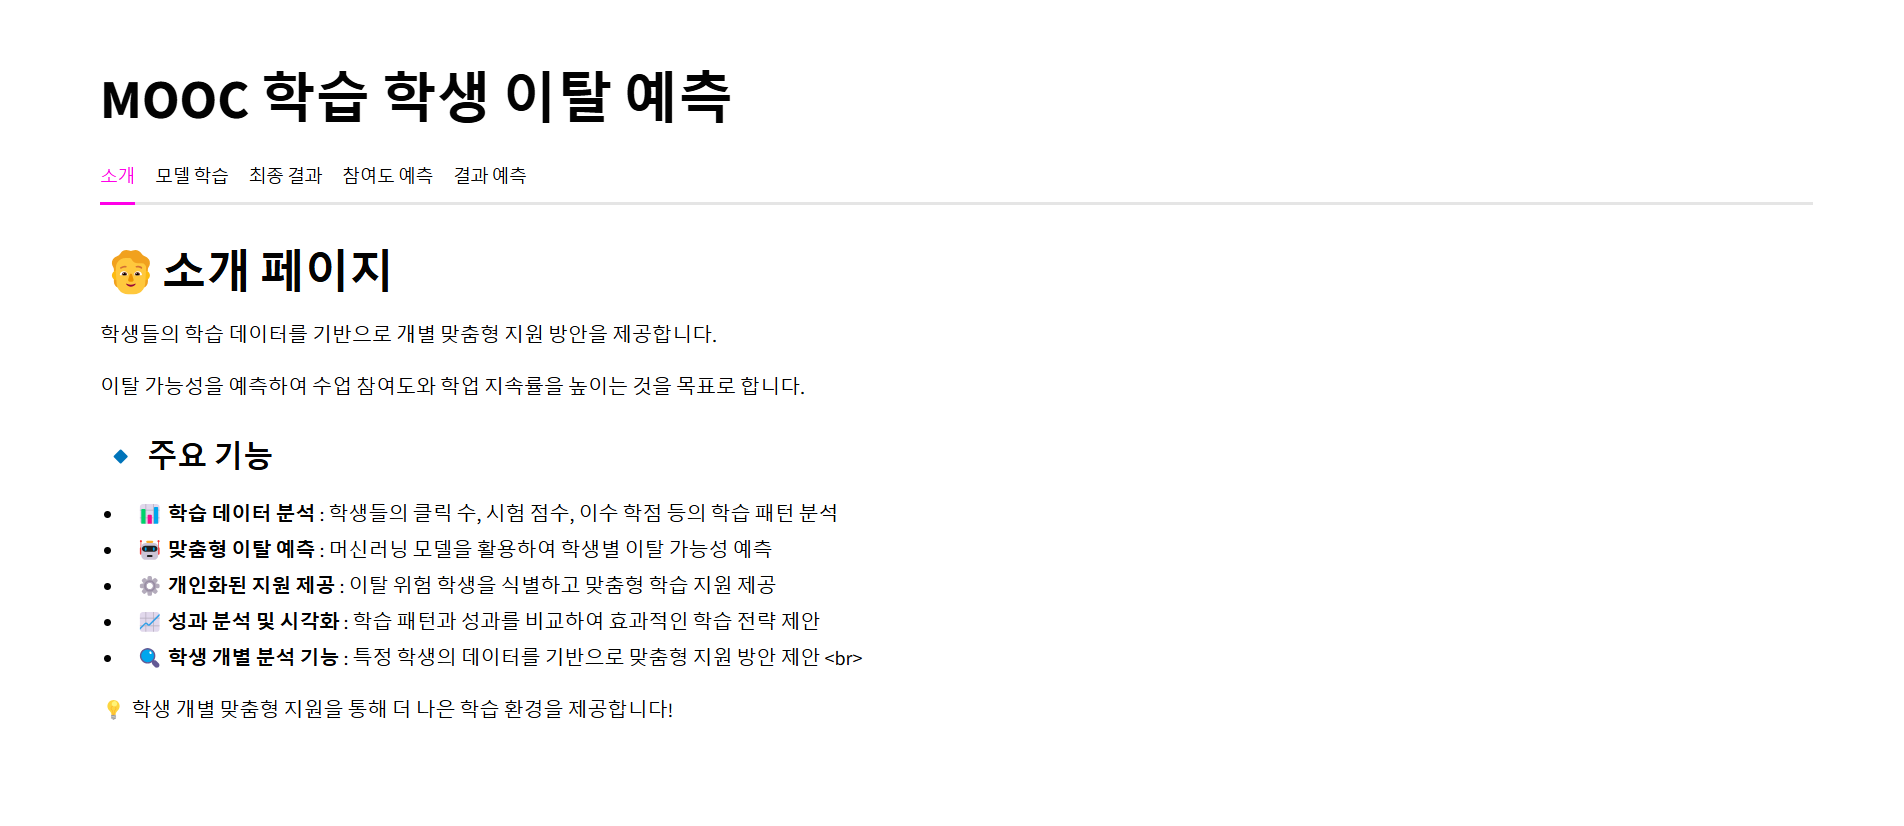 MOOC 학습 학생 이탈 예측
소개 모델 학습 최종 결과 참여도 예측 결과 예측
소개 페이지
학생들의 학습 데이터를 기반으로 개별 맞춤형 지원 방안을 제공합니다.
이탈 가능성을 예측하여 수업 참여도와 학업 지속률을 높이는 것을 목표로 합니다.
주요 기능
• 학습 데이터 분석 : 학생들의 클릭 수, 시험 점수, 이수 학점 등의 학습 패턴 분석
• 맞춤형 이탈 예측 : 머신러닝 모델을 활용하여 학생별 이탈 가능성 예측
• 개인화된 지원 제공 : 이탈 위험 학생을 식별하고 맞춤형 학습 지원 제공
• 성과 분석 및 시각화 : 학습 패턴과 성과를 비교하여 효과적인 학습 전략 제안
• 학생 개별 분석 기능 : 특정 학생의 데이터를 기반으로 맞춤형 지원 방안 제안 <br>
학생 개별 맞춤형 지원을 통해 더 나은 학습 환경을 제공합니다!